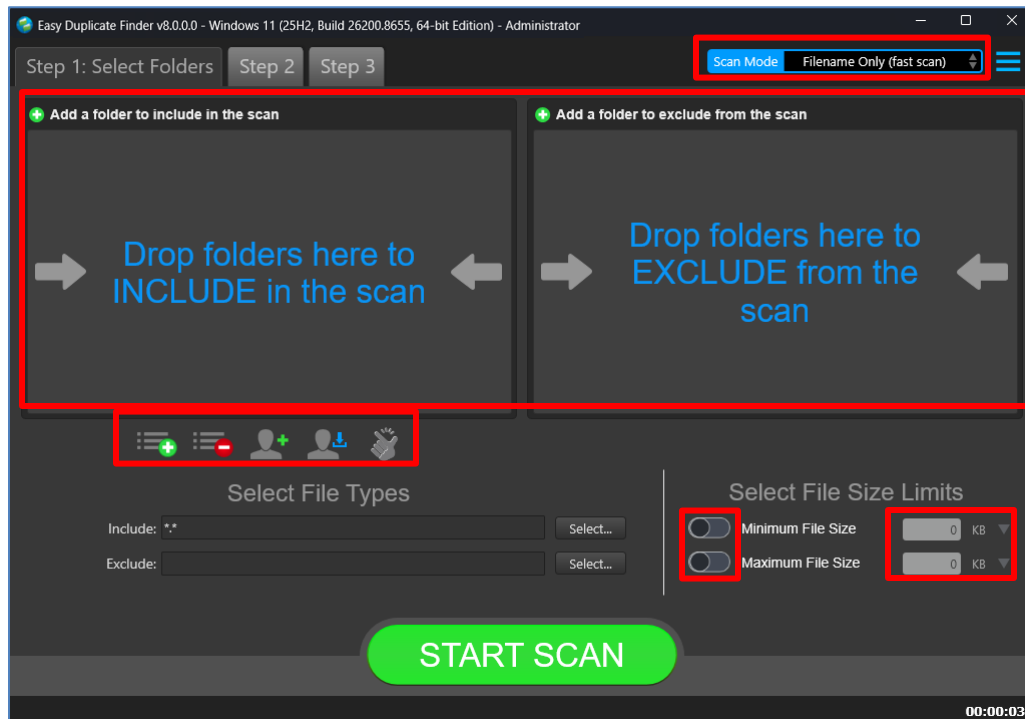 Easy Duplicate Finder v8.0.0.0 - Windows 11 (25H2, Build 26200.8655, 64-bit Edition) - Administrator
Step 1: Select Folders Step 2 Step 3 Scan Mode Filename Only (fast scan)
Add a folder to include in the scan Add a folder to exclude from the scan
Drop folders here to
INCLUDE in the scan
Drop folders here to
EXCLUDE from the
scan
Select File Types
Include: *.* Select...
Exclude: Select...
Select File Size Limits
Minimum File Size 0 KB
Maximum File Size 0 KB
START SCAN
00:00:03